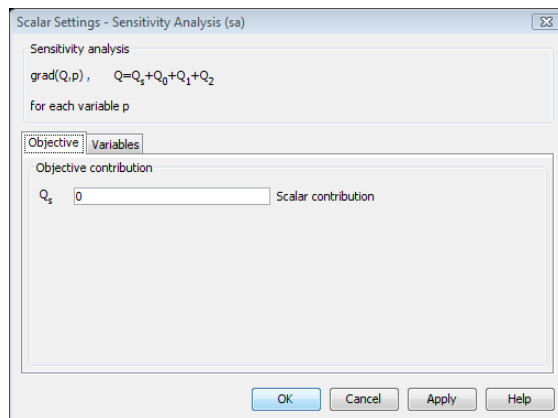 Scalar Settings - Sensitivity Analysis (sa)
Sensitivity analysis
grad(Q,p) , Q=Qs+Q0+Q1+Q2
for each variable p
Objective Variables
Objective contribution
Qs 0 Scalar contribution
OK Cancel Apply Help